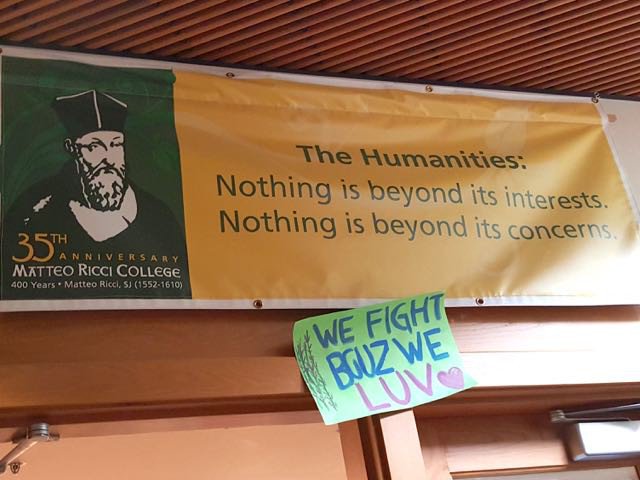 The Humanities:
Nothing is beyond its interests.
Nothing is beyond its concerns.
35TH
ANNIVERSARY
MATTEO RICCI COLLEGE
400 Years • Matteo Ricci, SJ (1552-1610)
WE FIGHT
BCUZ WE
LUV